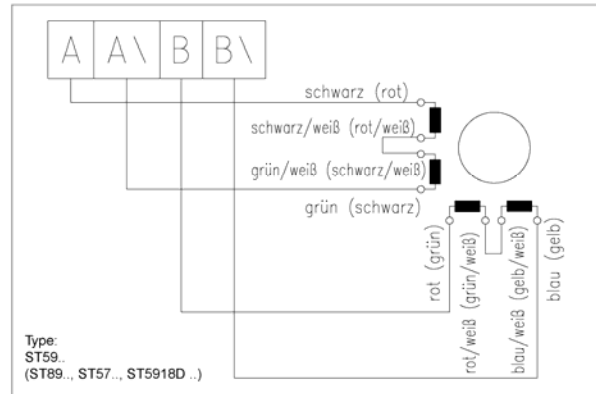 A A\ B B\
schwarz (rot)
schwarz/weiß (rot/weiß)
grün/weiß (schwarz/weiß)
grün (schwarz)
rot (grün)
rot/weiß (grün/weiß)
blau/weiß (gelb/weiß)
blau (gelb)
Type:
ST59..
(ST89.., ST57.., ST5918D ..)